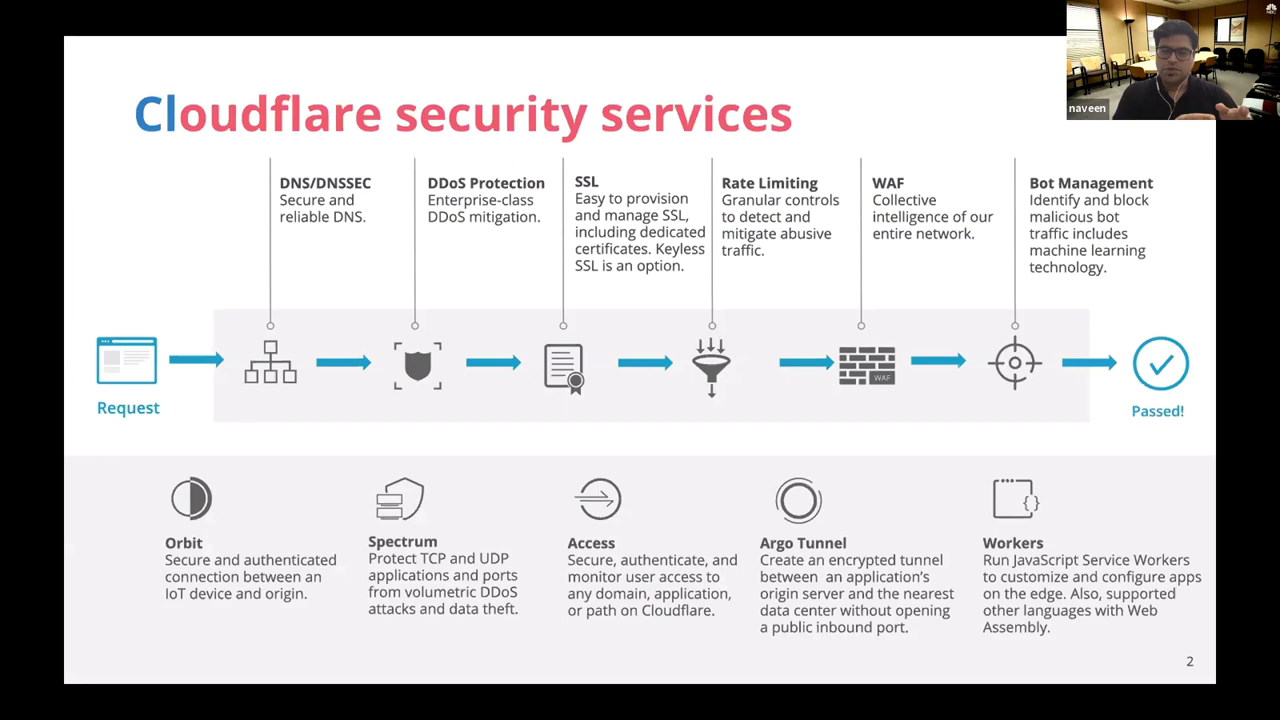 Cloudflare security services
naveen
NBC
DNS/DNSSEC
Secure and
reliable DNS.
DDoS Protection
Enterprise-class
DDoS mitigation.
SSL
Easy to provision
and manage SSL,
including dedicated
certificates. Keyless
SSL is an option.
Rate Limiting
Granular controls
to detect and
mitigate abusive
traffic.
WAF
Collective
intelligence of our
entire network.
Bot Management
Identify and block
malicious bot
traffic includes
machine learning
technology.
WAF
Request
Passed!
Orbit
Secure and authenticated
connection between an
IoT device and origin.
Spectrum
Protect TCP and UDP
applications and ports
from volumetric DDoS
attacks and data theft.
Access
Secure, authenticate, and
monitor user access to
any domain, application,
or path on Cloudflare.
Argo Tunnel
Create an encrypted tunnel
between an application's
origin server and the nearest
data center without opening
a public inbound port.
{}
Workers
Run JavaScript Service Workers
to customize and configure apps
on the edge. Also, supported
other languages with Web
Assembly.
2